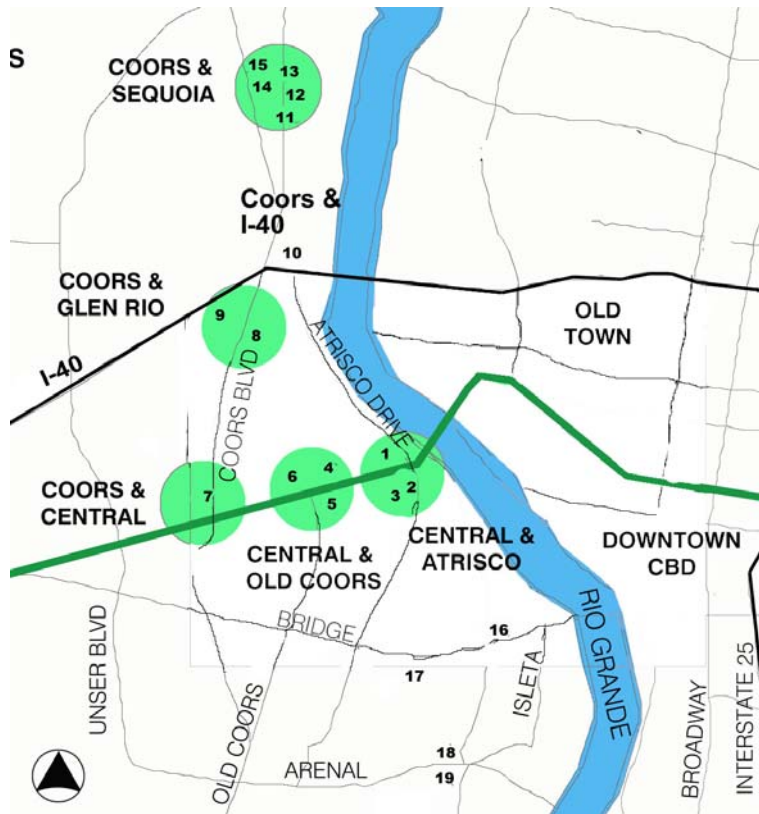 S
COORS &
SEQUOIA
15
13
14
12
11
Coors &
I-40
10
COORS &
GLEN RIO
9
8
OLD
TOWN
I-40
ATRISCO DRIVE
COORS BLVD
1
6
4
2
3
5
7
COORS &
CENTRAL
CENTRAL &
OLD COORS
CENTRAL &
ATRISCO
DOWNTOWN
CBD
BRIDGE
16
RIO GRANDE
17
UNSER BLVD
OLD COORS
ISLETA
BROADWAY
INTERSTATE 25
18
ARENAL
19